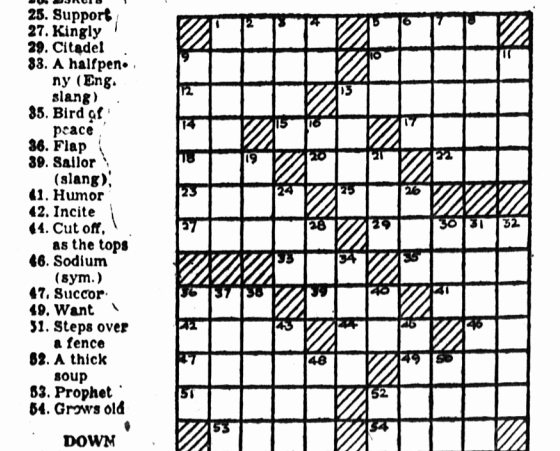 25. Support
27. Kingly
29. Citadel
33. A halfpen-
ny (Eng.
slang)
35. Bird of
peace
36. Flap
39. Sailor
(slang)
41. Humor
42. Incite
44. Cut off,
as the tops
46. Sodium
(sym.)
47. Succor
49. Want
51. Steps over
a fence
52. A thick
soup
53. Prophet
54. Grows old
DOWN
1 2 3 4 5 6 7 8
9 10 11
12 13
14 15 16 17
18 19 20 21 22
23 24 25 26
27 28 29 30 31 32
33 34 35
36 37 38 39 40 41
42 43 44 45 46
47 48 49 50
51 52
53 54